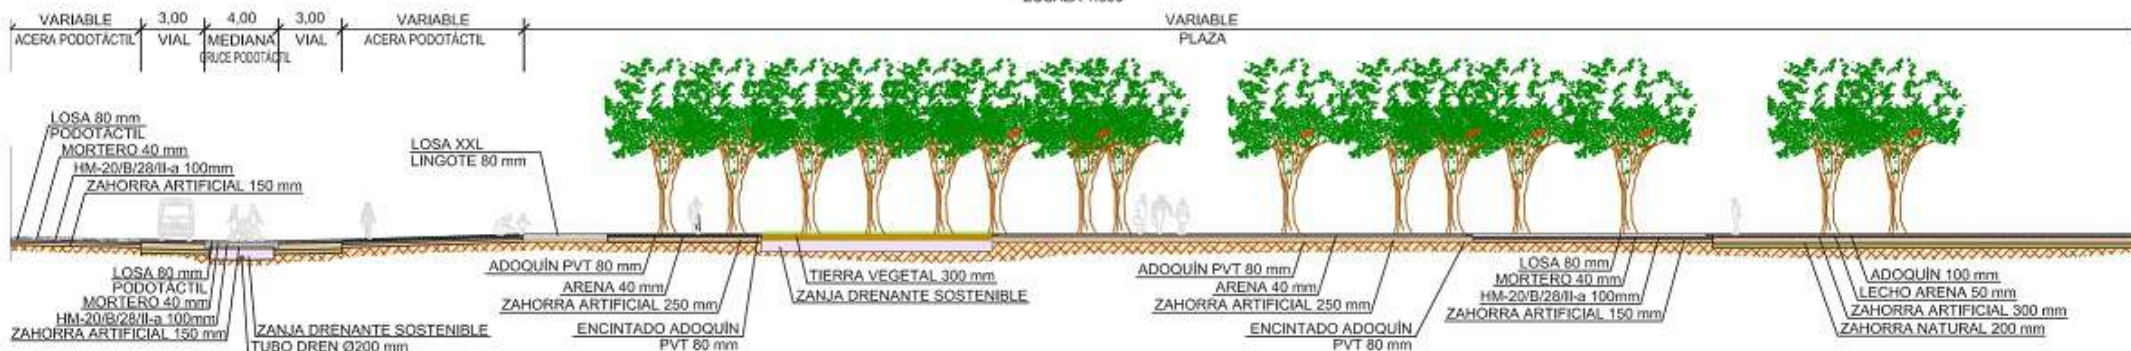 VARIABLE 3,00 4,00 3,00 VARIABLE VARIABLE
ACERA PODOTÁCTIL VIAL MEDIANA VIAL ACERA PODOTÁCTIL PLAZA
CRUCE PODOTÁCTIL
LOSA 80 mm
PODOTÁCTIL
MORTERO 40 mm
HM-20/B/28/II-a 100mm
ZAHORRA ARTIFICIAL 150 mm
LOSA XXL
LINGOTE 80 mm
LOSA 80 mm
PODOTÁCTIL
MORTERO 40 mm
HM-20/B/28/II-a 100mm
ZAHORRA ARTIFICIAL 150 mm
ZANJA DRENANTE SOSTENIBLE
TUBO DREN Ø200 mm
ADOQUÍN PVT 80 mm
ARENA 40 mm
ZAHORRA ARTIFICIAL 250 mm
ENCINTADO ADOQUÍN
PVT 80 mm
TIERRA VEGETAL 300 mm
ZANJA DRENANTE SOSTENIBLE
ADOQUÍN PVT 80 mm
ARENA 40 mm
ZAHORRA ARTIFICIAL 250 mm
ENCINTADO ADOQUÍN
PVT 80 mm
LOSA 80 mm
MORTERO 40 mm
HM-20/B/28/II-a 100mm
ZAHORRA ARTIFICIAL 150 mm
ADOQUÍN 100 mm
LECHO ARENA 50 mm
ZAHORRA ARTIFICIAL 300 mm
ZAHORRA NATURAL 200 mm